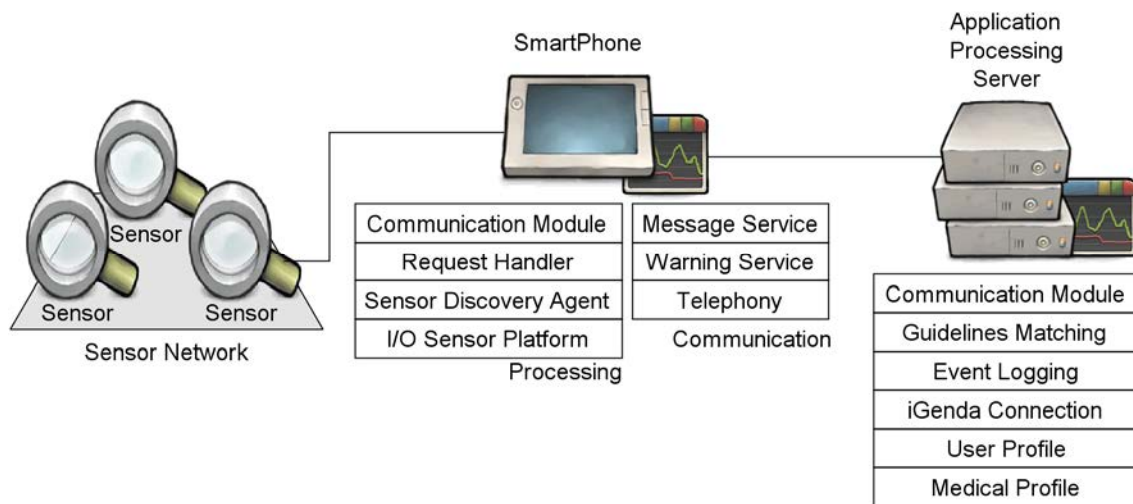 SmartPhone
Application
Processing
Server
Sensor
Sensor
Sensor
Sensor Network
Communication Module
Request Handler
Sensor Discovery Agent
I/O Sensor Platform
Processing
Message Service
Warning Service
Telephony
Communication
Communication Module
Guidelines Matching
Event Logging
iGenda Connection
User Profile
Medical Profile